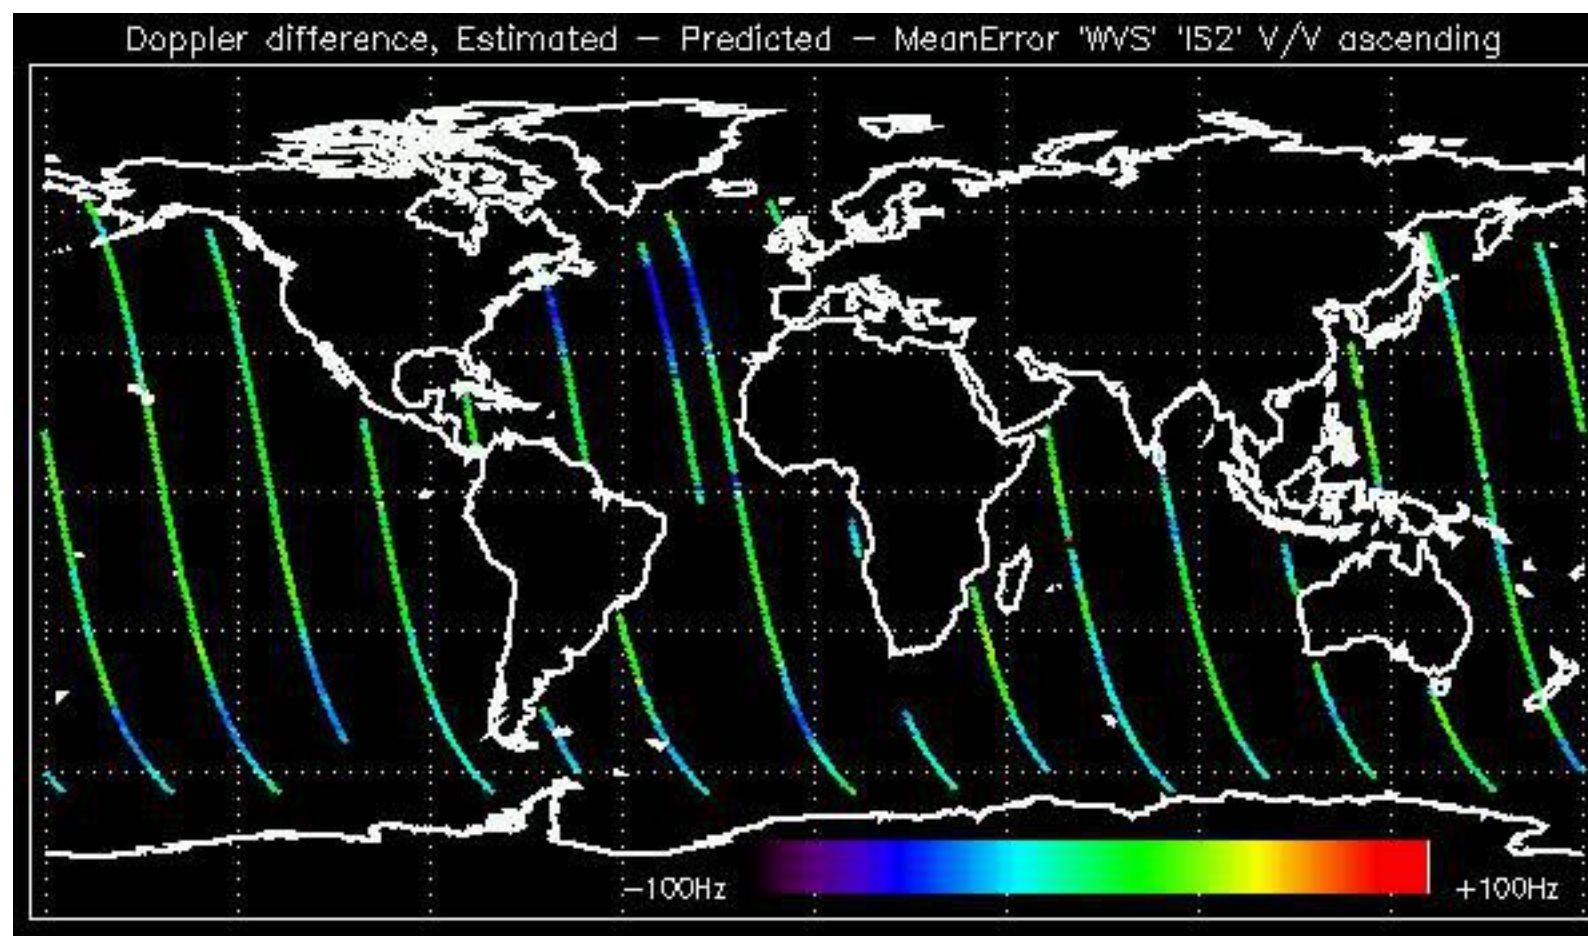 Doppler difference, Estimated – Predicted – MeanError 'WVS' 'IS2' V/V ascending
–100Hz
+100Hz